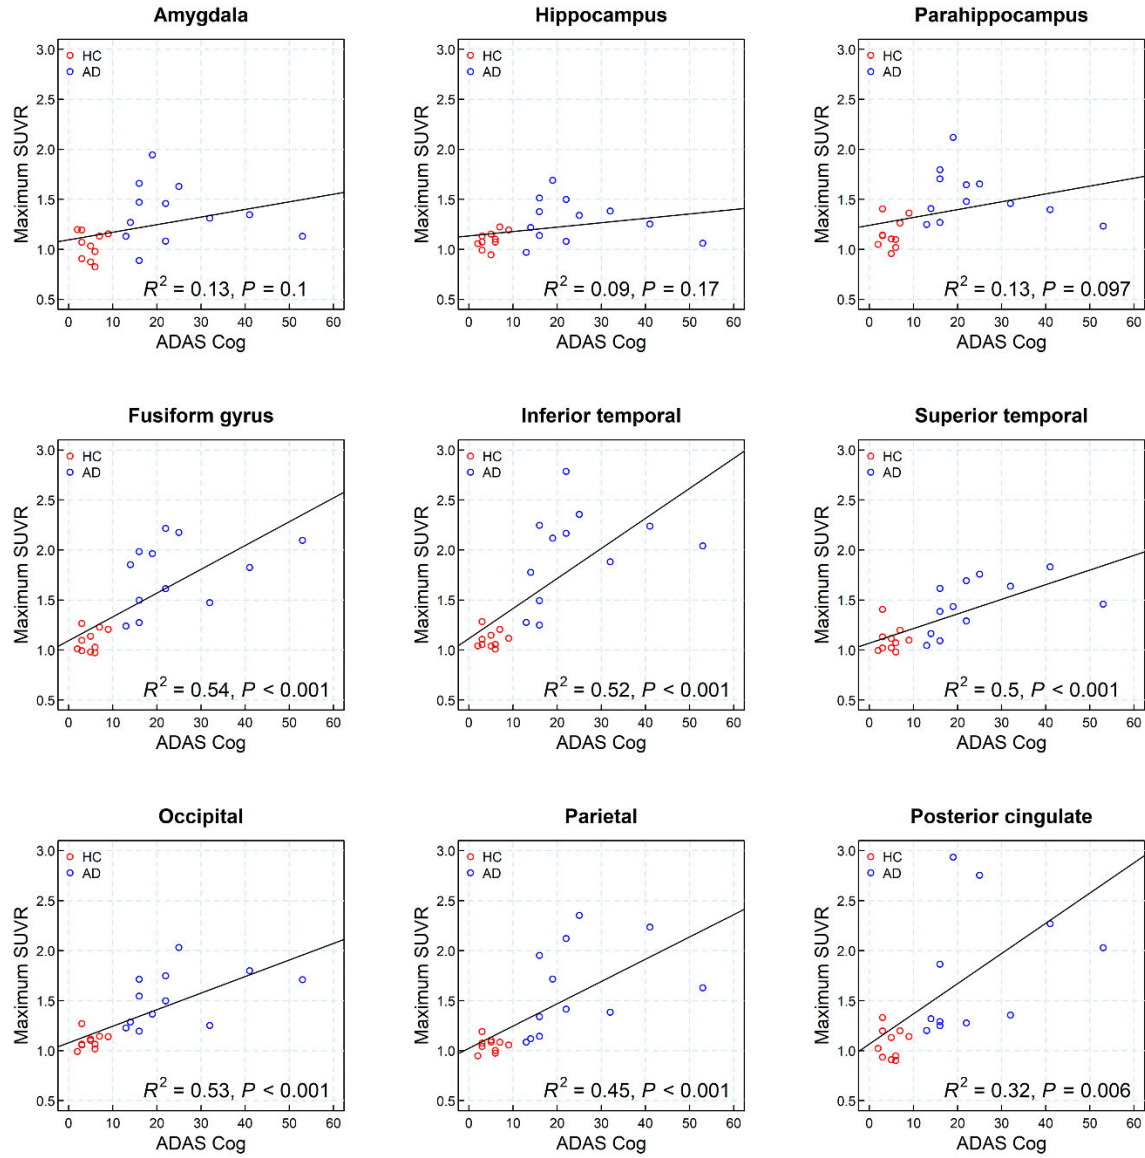 Amygdala
Maximum SUVR
3.0
2.5
2.0
1.5
1.0
0.5
HC
AD
R² = 0.13, P = 0.1
0 10 20 30 40 50 60
ADAS Cog
Hippocampus
Maximum SUVR
3.0
2.5
2.0
1.5
1.0
0.5
HC
AD
R² = 0.09, P = 0.17
0 10 20 30 40 50 60
ADAS Cog
Parahippocampus
Maximum SUVR
3.0
2.5
2.0
1.5
1.0
0.5
HC
AD
R² = 0.13, P = 0.097
0 10 20 30 40 50 60
ADAS Cog
Fusiform gyrus
Maximum SUVR
3.0
2.5
2.0
1.5
1.0
0.5
HC
AD
R² = 0.54, P < 0.001
0 10 20 30 40 50 60
ADAS Cog
Inferior temporal
Maximum SUVR
3.0
2.5
2.0
1.5
1.0
0.5
HC
AD
R² = 0.52, P < 0.001
0 10 20 30 40 50 60
ADAS Cog
Superior temporal
Maximum SUVR
3.0
2.5
2.0
1.5
1.0
0.5
HC
AD
R² = 0.5, P < 0.001
0 10 20 30 40 50 60
ADAS Cog
Occipital
Maximum SUVR
3.0
2.5
2.0
1.5
1.0
0.5
HC
AD
R² = 0.53, P < 0.001
0 10 20 30 40 50 60
ADAS Cog
Parietal
Maximum SUVR
3.0
2.5
2.0
1.5
1.0
0.5
HC
AD
R² = 0.45, P < 0.001
0 10 20 30 40 50 60
ADAS Cog
Posterior cingulate
Maximum SUVR
3.0
2.5
2.0
1.5
1.0
0.5
HC
AD
R² = 0.32, P = 0.006
0 10 20 30 40 50 60
ADAS Cog